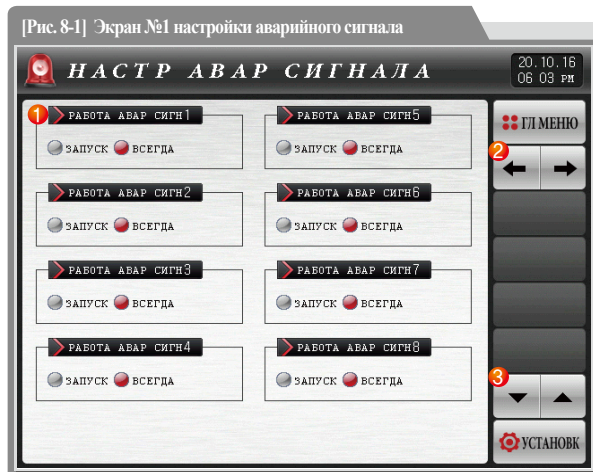 [Рис. 8-1] Экран №1 настройки аварийного сигнала
НАСТР АВАР СИГНАЛА
20.10.16
06 03 PM
1
РАБОТА АВАР СИГН1
ЗАПУСК ВСЕГДА
РАБОТА АВАР СИГН2
ЗАПУСК ВСЕГДА
РАБОТА АВАР СИГН3
ЗАПУСК ВСЕГДА
РАБОТА АВАР СИГН4
ЗАПУСК ВСЕГДА
РАБОТА АВАР СИГН5
ЗАПУСК ВСЕГДА
РАБОТА АВАР СИГН6
ЗАПУСК ВСЕГДА
РАБОТА АВАР СИГН7
ЗАПУСК ВСЕГДА
РАБОТА АВАР СИГН8
ЗАПУСК ВСЕГДА
ГЛ МЕНЮ
2
3
УСТАНОВК